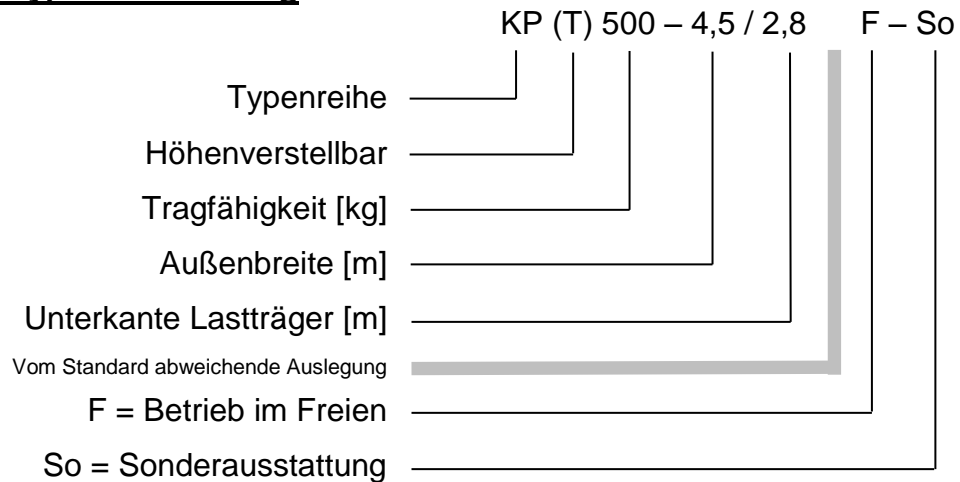 KP (T) 500 – 4,5 / 2,8 F – So
Typenreihe
Höhenverstellbar
Tragfähigkeit [kg]
Außenbreite [m]
Unterkante Lastträger [m]
Vom Standard abweichende Auslegung
F = Betrieb im Freien
So = Sonderausstattung